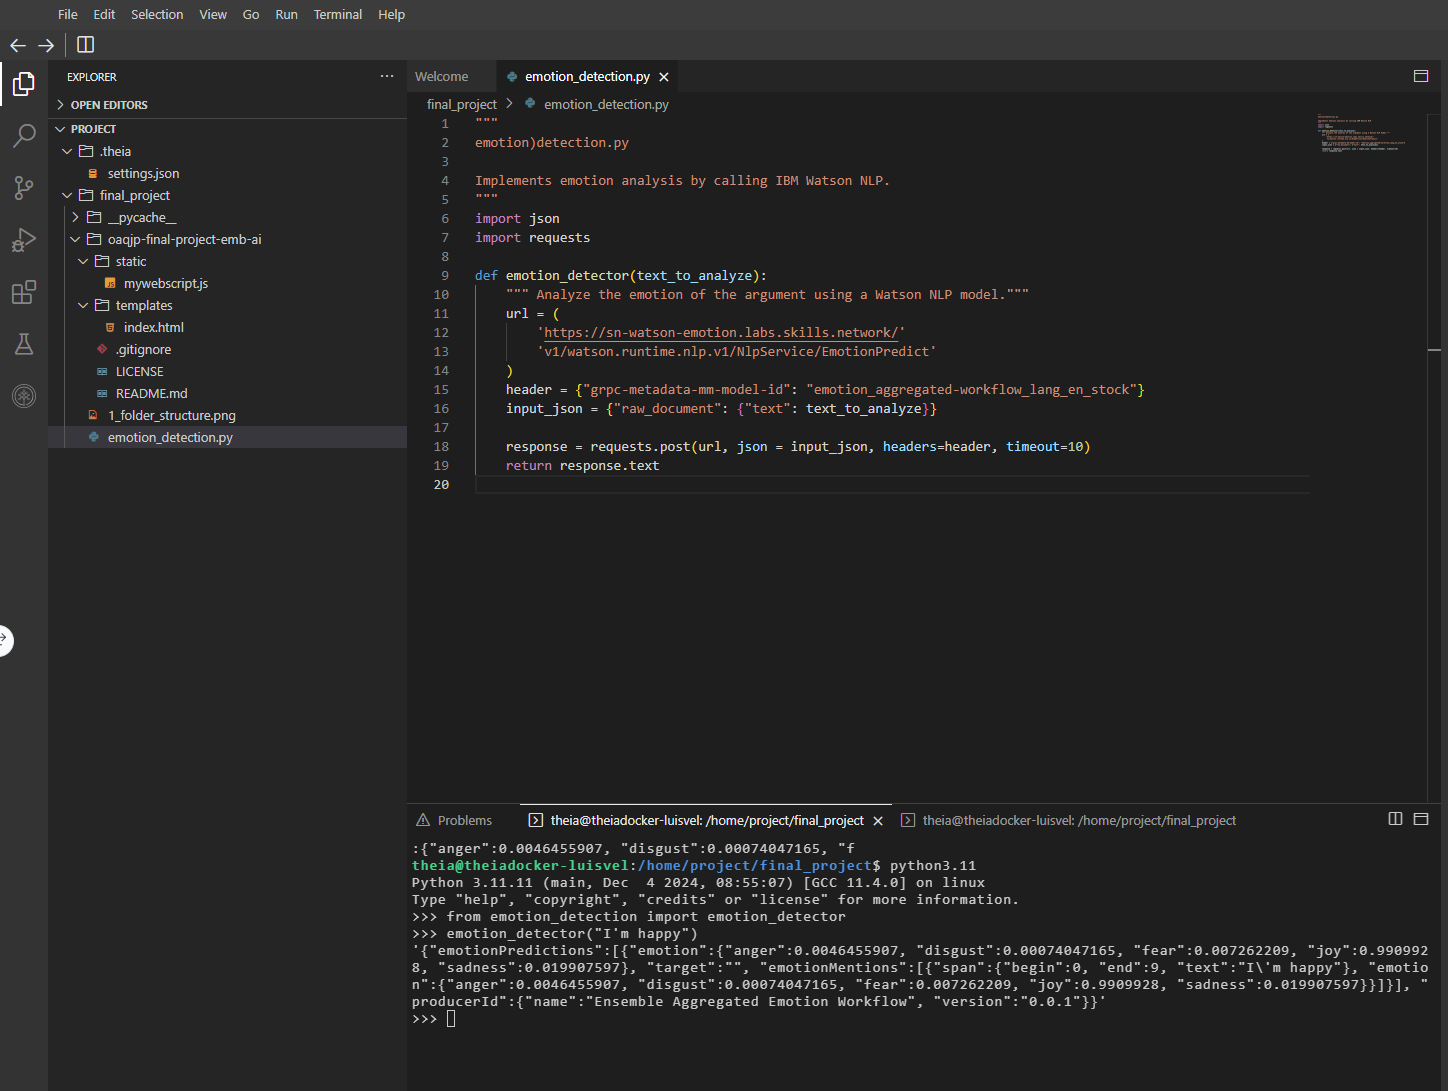 File Edit Selection View Go Run Terminal Help
EXPLORER
OPEN EDITORS
PROJECT
.theia
settings.json
final_project
__pycache__
oaqjp-final-project-emb-ai
static
mywebscript.js
templates
index.html
.gitignore
LICENSE
README.md
1_folder_structure.png
emotion_detection.py
Welcome emotion_detection.py
final_project emotion_detection.py
1 """
2 emotion)detection.py
3
4 Implements emotion analysis by calling IBM Watson NLP.
5 """
6 import json
7 import requests
8
9 def emotion_detector(text_to_analyze):
10 """ Analyze the emotion of the argument using a Watson NLP model."""
11 url = (
12 'https://sn-watson-emotion.labs.skills.network/'
13 'v1/watson.runtime.nlp.v1/NlpService/EmotionPredict'
14 )
15 header = {"grpc-metadata-mm-model-id": "emotion_aggregated-workflow_lang_en_stock"}
16 input_json = {"raw_document": {"text": text_to_analyze}}
17
18 response = requests.post(url, json = input_json, headers=header, timeout=10)
19 return response.text
20
Problems theia@theiadocker-luisvel: /home/project/final_project theia@theiadocker-luisvel: /home/project/final_project
:{"anger":0.0046455907, "disgust":0.00074047165, "f
theia@theiadocker-luisvel:/home/project/final_project$ python3.11
Python 3.11.11 (main, Dec  4 2024, 08:55:07) [GCC 11.4.0] on linux
Type "help", "copyright", "credits" or "license" for more information.
>>> from emotion_detection import emotion_detector
>>> emotion_detector("I'm happy")
'{"emotionPredictions":[{"emotion":{"anger":0.0046455907, "disgust":0.00074047165, "fear":0.007262209, "joy":0.990992
8, "sadness":0.019907597}, "target":"", "emotionMentions":[{"span":{"begin":0, "end":9, "text":"I\'m happy"}, "emotio
n":{"anger":0.0046455907, "disgust":0.00074047165, "fear":0.007262209, "joy":0.9909928, "sadness":0.019907597}}]}], "
producerId":{"name":"Ensemble Aggregated Emotion Workflow", "version":"0.0.1"}}'
>>>